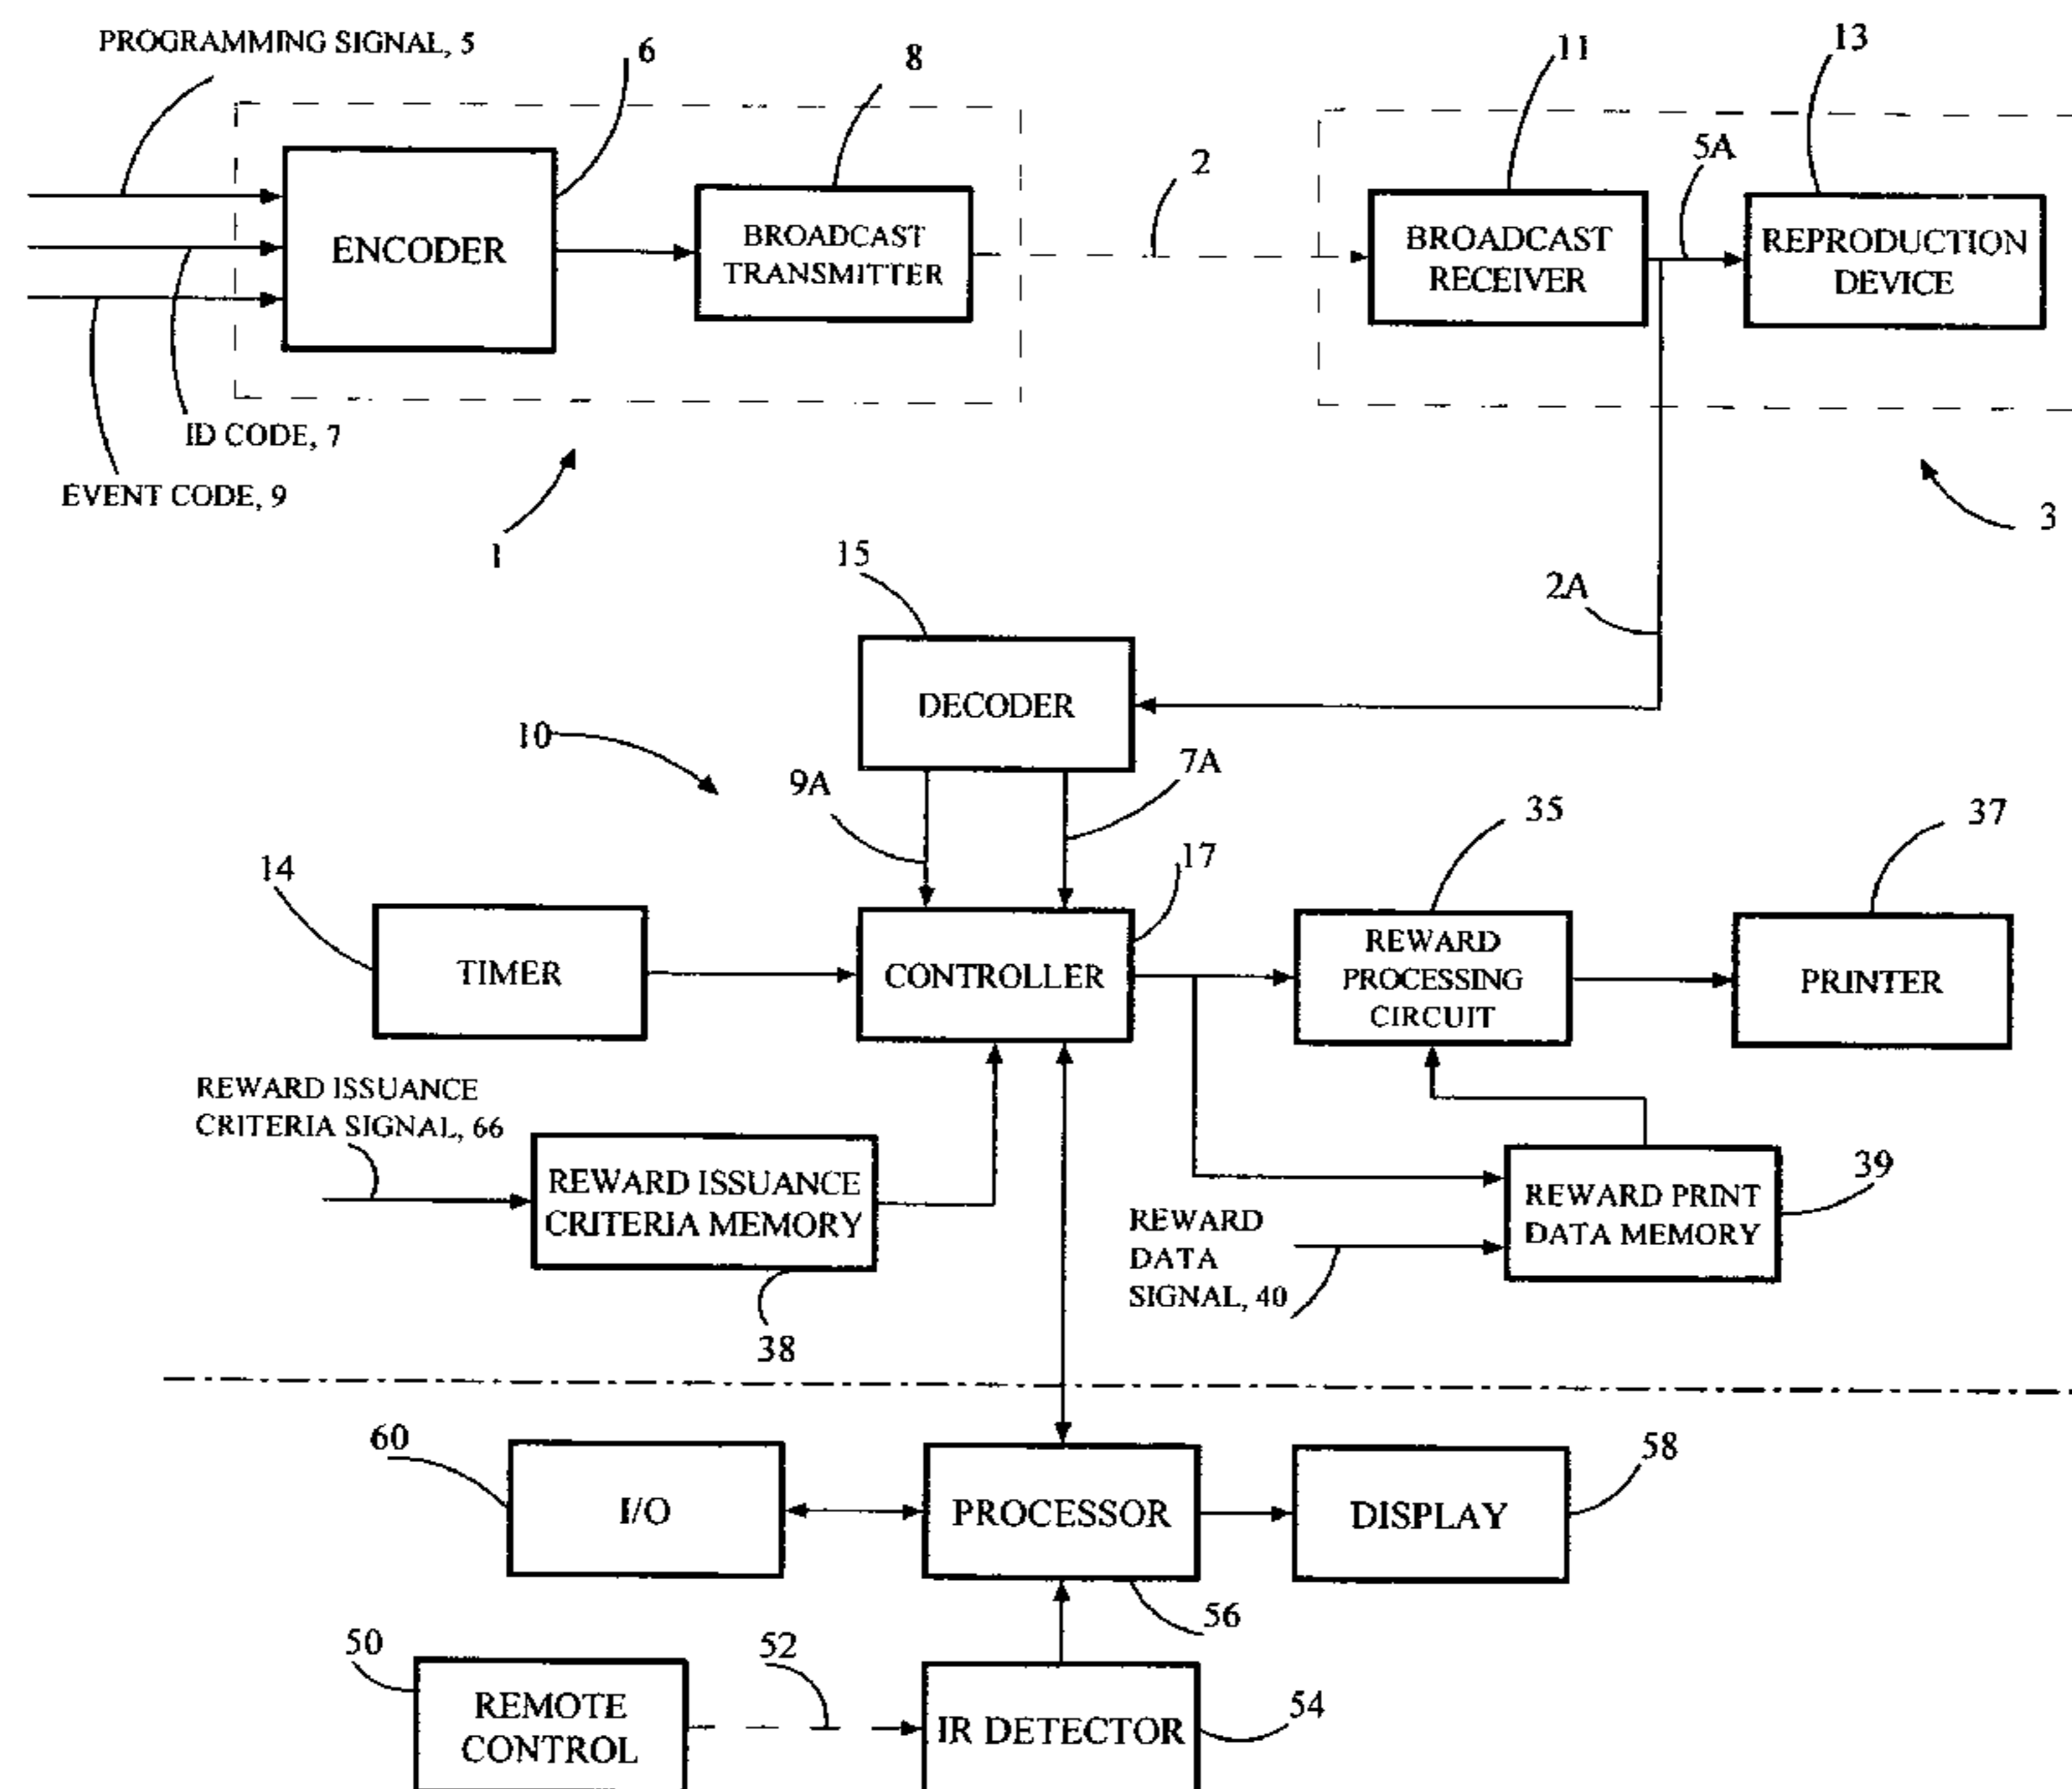 PROGRAMMING SIGNAL, 5
6
8
11
13
2
5A
ENCODER
BROADCAST
TRANSMITTER
BROADCAST
RECEIVER
REPRODUCTION
DEVICE
ID CODE, 7
EVENT CODE, 9
1
3
15
2A
DECODER
10
9A
7A
35
37
14
17
TIMER
CONTROLLER
REWARD
PROCESSING
CIRCUIT
PRINTER
REWARD ISSUANCE
CRITERIA SIGNAL, 66
REWARD ISSUANCE
CRITERIA MEMORY
38
REWARD
DATA
SIGNAL, 40
REWARD PRINT
DATA MEMORY
39
60
58
I/O
PROCESSOR
DISPLAY
56
50
52
54
REMOTE
CONTROL
IR DETECTOR